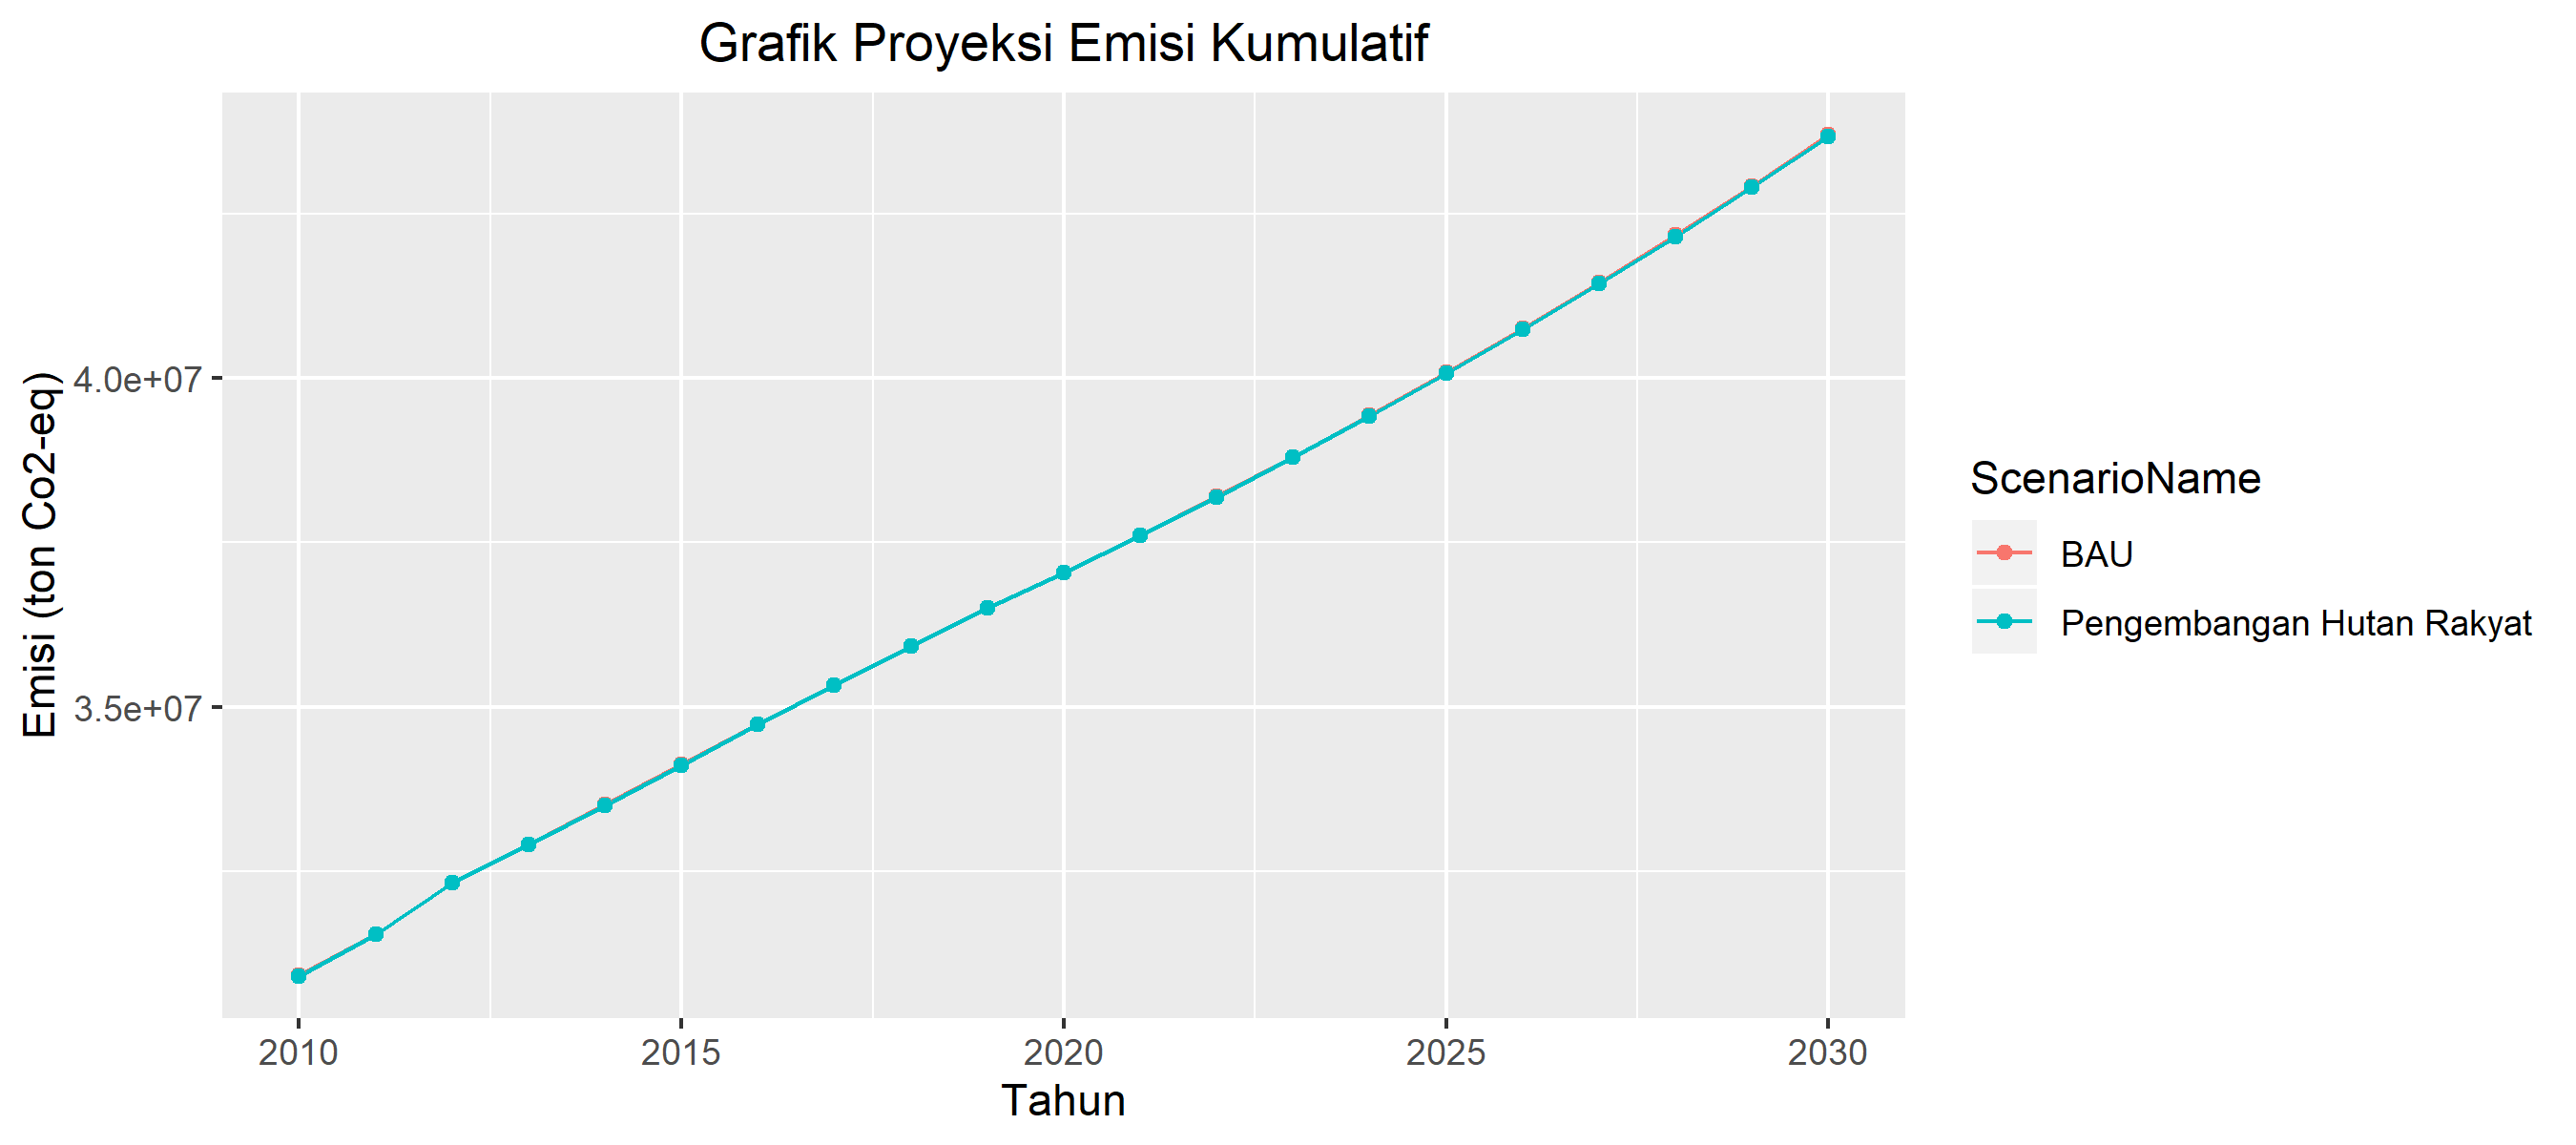 Grafik Proyeksi Emisi Kumulatif
Emisi (ton Co2-eq)
4.0e+07
3.5e+07
2010
2015
2020
2025
2030
Tahun
ScenarioName
BAU
Pengembangan Hutan Rakyat